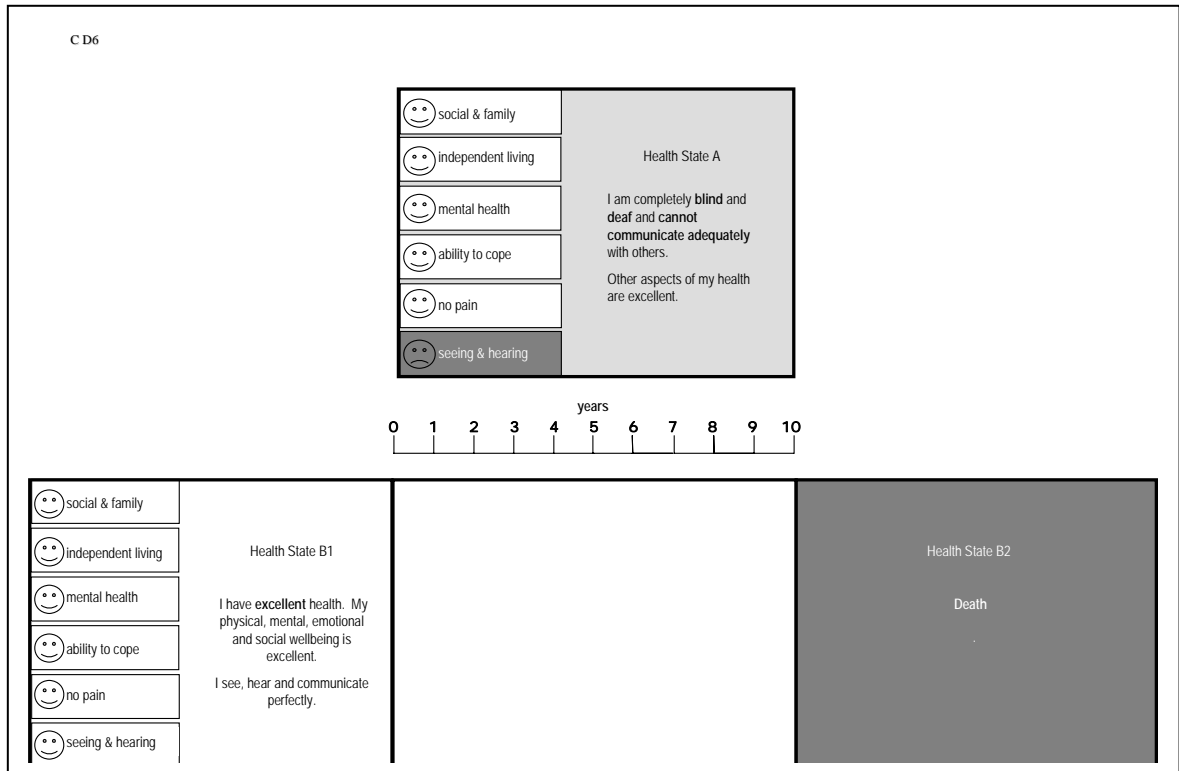 C D6
social & family
independent living
mental health
ability to cope
no pain
seeing & hearing
Health State A
I am completely blind and
deaf and cannot
communicate adequately
with others.
Other aspects of my health
are excellent.
years
0 1 2 3 4 5 6 7 8 9 10
social & family
independent living
mental health
ability to cope
no pain
seeing & hearing
Health State B1
I have excellent health. My
physical, mental, emotional
and social wellbeing is
excellent.
I see, hear and communicate
perfectly.
Health State B2
Death
.